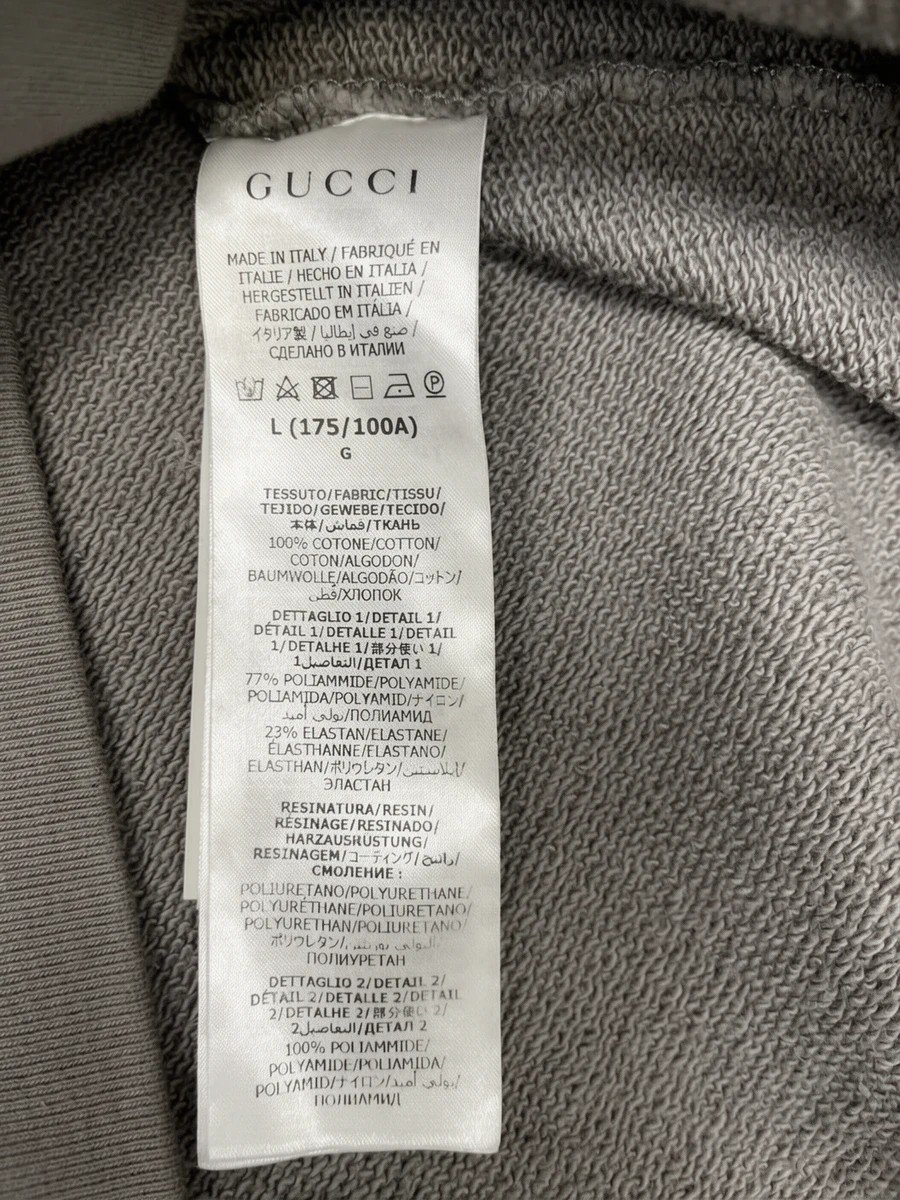 GUCCI
MADE IN ITALY / FABRIQUÉ EN
ITALIE / HECHO EN ITALIA /
HERGESTELLT IN ITALIEN /
FABRICADO EM ITÁLIA /
イタリア製 / صنع في إيطاليا /
СДЕЛАНО В ИТАЛИИ
L (175/100A)
G
TESSUTO/FABRIC/TISSU/
TEJIDO/GEWEBE/TECIDO/
本体/قماش/ТКАНЬ
100% COTONE/COTTON/
COTON/ALGODON/
BAUMWOLLE/ALGODÃO/コットン/
قطن/ХЛОПОК
DETTAGLIO 1/DETAIL 1/
DÉTAIL 1/DETALLE 1/DETAIL
1/DETALHE 1/部分使い 1/
التفاصيل1/ДЕТАЛ 1
77% POLIAMMIDE/POLYAMIDE/
POLIAMIDA/POLYAMID/ナイロン/
بولي أميد/ПОЛИАМИД
23% ELASTAN/ELASTANE/
ÉLASTHANNE/ELASTANO/
ELASTHAN/ポリウレタン/إيلاستين/
ЭЛАСТАН
RESINATURA/RESIN/
RÉSINAGE/RESINADO/
HARZAUSRÜSTUNG/
RESINAGEM/コーディング/راتنج/
СМОЛЕНИЕ :
POLIURETANO/POLYURETHANE/
POLYURÉTHANE/POLIURETANO/
POLYURETHAN/POLIURETANO/
ポリウレタン/
ПОЛИУРЕТАН
DETTAGLIO 2/DETAIL 2/
DÉTAIL 2/DETALLE 2/DETAIL
2/DETALHE 2/部分使い 2/
التفاصيل2/ДЕТАЛ 2
100% POLIAMMIDE/
POLYAMIDE/POLIAMIDA/
POLYAMID/ナイロン/بولي أميد/
ПОЛИАМИД